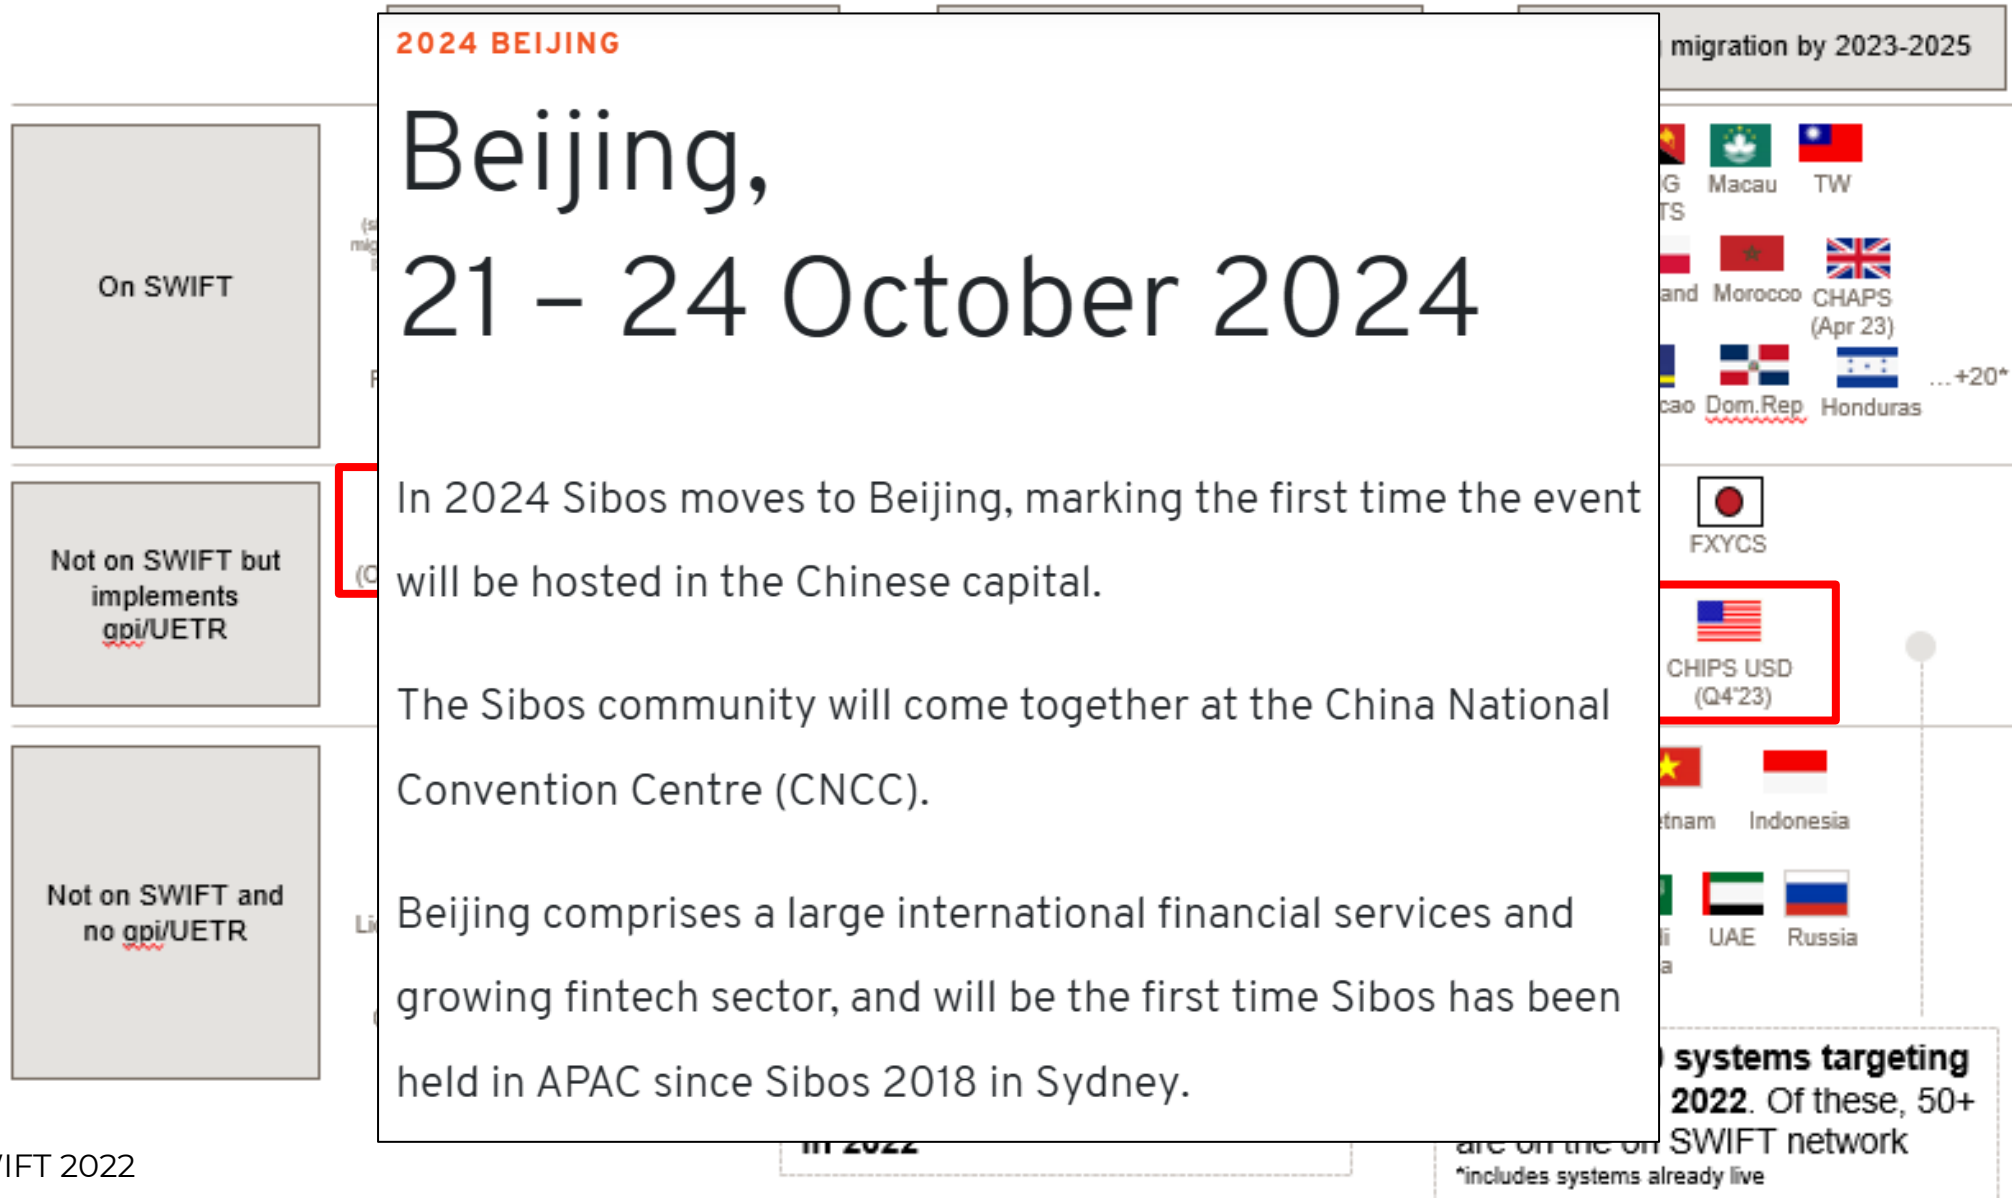 2024 BEIJING
Beijing,
21 – 24 October 2024
In 2024 Sibos moves to Beijing, marking the first time the event
will be hosted in the Chinese capital.
The Sibos community will come together at the China National
Convention Centre (CNCC).
Beijing comprises a large international financial services and
growing fintech sector, and will be the first time Sibos has been
held in APAC since Sibos 2018 in Sydney.
migration by 2023-2025
On SWIFT
Macau TW
Morocco CHAPS
(Apr 23)
Dom.Rep Honduras ...+20*
Not on SWIFT but
implements
gpi/UETR
FXYCS
CHIPS USD
(Q4'23)
Not on SWIFT and
no gpi/UETR
Indonesia
UAE Russia
systems targeting
2022. Of these, 50+
are on the on SWIFT network
*includes systems already live
in 2022
2022